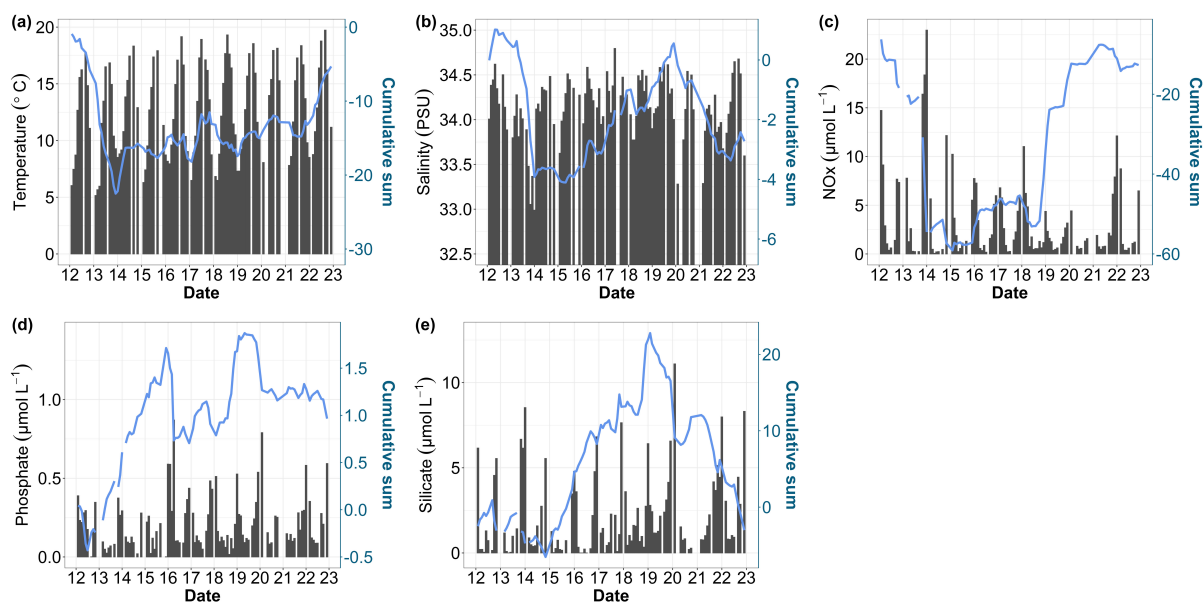 (a)
Temperature (° C)
20
15
10
5
0
0
-10
-20
-30
Cumulative sum
12 13 14 15 16 17 18 19 20 21 22 23
Date
(b)
Salinity (PSU)
35.0
34.5
34.0
33.5
33.0
32.5
0
-2
-4
-6
Cumulative sum
12 13 14 15 16 17 18 19 20 21 22 23
Date
(c)
NOx (µmol L⁻¹)
20
15
10
5
0
-20
-40
-60
Cumulative sum
12 13 14 15 16 17 18 19 20 21 22 23
Date
(d)
Phosphate (µmol L⁻¹)
1.0
0.5
0.0
1.5
1.0
0.5
0.0
-0.5
Cumulative sum
12 13 14 15 16 17 18 19 20 21 22 23
Date
(e)
Silicate (µmol L⁻¹)
10
5
0
20
10
0
Cumulative sum
12 13 14 15 16 17 18 19 20 21 22 23
Date